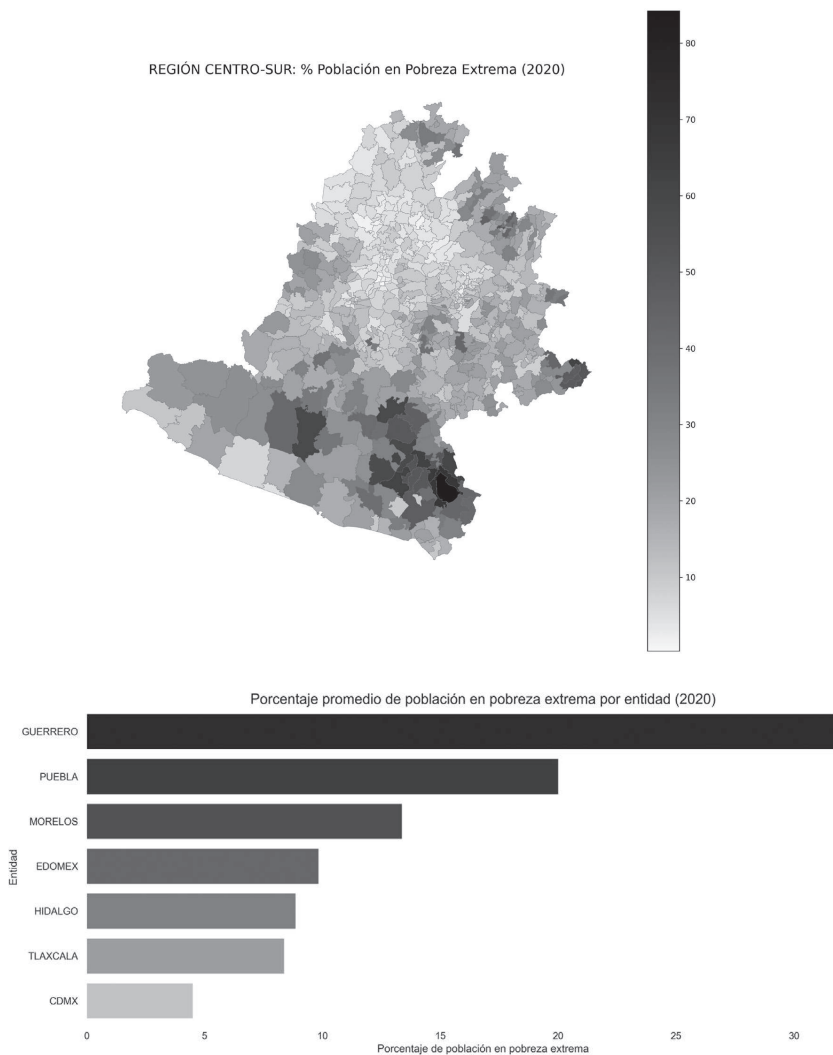 REGIÓN CENTRO-SUR: % Población en Pobreza Extrema (2020)
80
70
60
50
40
30
20
10
Porcentaje promedio de población en pobreza extrema por entidad (2020)
Entidad
GUERRERO
PUEBLA
MORELOS
EDOMEX
HIDALGO
TLAXCALA
CDMX
0 5 10 15 20 25 30
Porcentaje de población en pobreza extrema